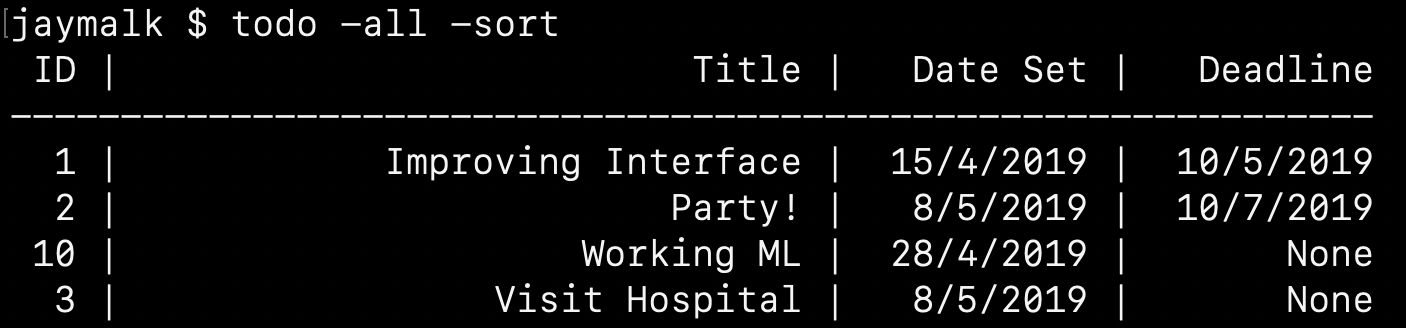 [jaymalk $ todo -all -sort
ID | Title | Date Set | Deadline
--------------------------------------------------------------
1 | Improving Interface | 15/4/2019 | 10/5/2019
2 | Party! | 8/5/2019 | 10/7/2019
10 | Working ML | 28/4/2019 | None
3 | Visit Hospital | 8/5/2019 | None